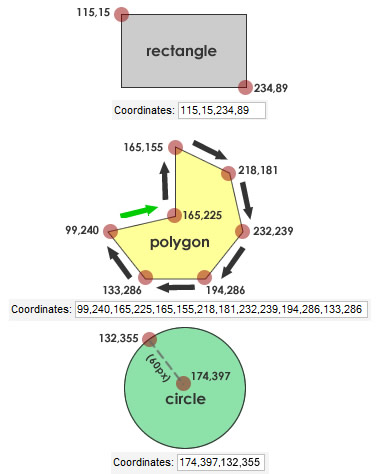 115,15
rectangle
234,89
Coordinates: 115,15,234,89
165,155
218,181
165,225
99,240
232,239
polygon
133,286
194,286
Coordinates: 99,240,165,225,165,155,218,181,232,239,194,286,133,286
132,355
(60px)
174,397
circle
Coordinates: 174,397,132,355